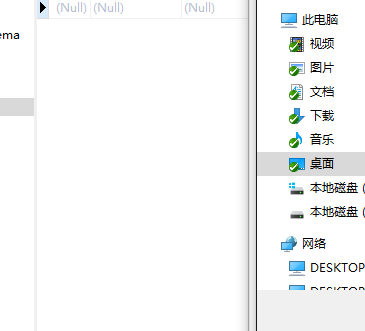 (Null) (Null) (Null)
ema
此电脑
视频
图片
文档
下载
音乐
桌面
本地磁盘 (
本地磁盘 (
网络
DESKTOP
DESKTOP